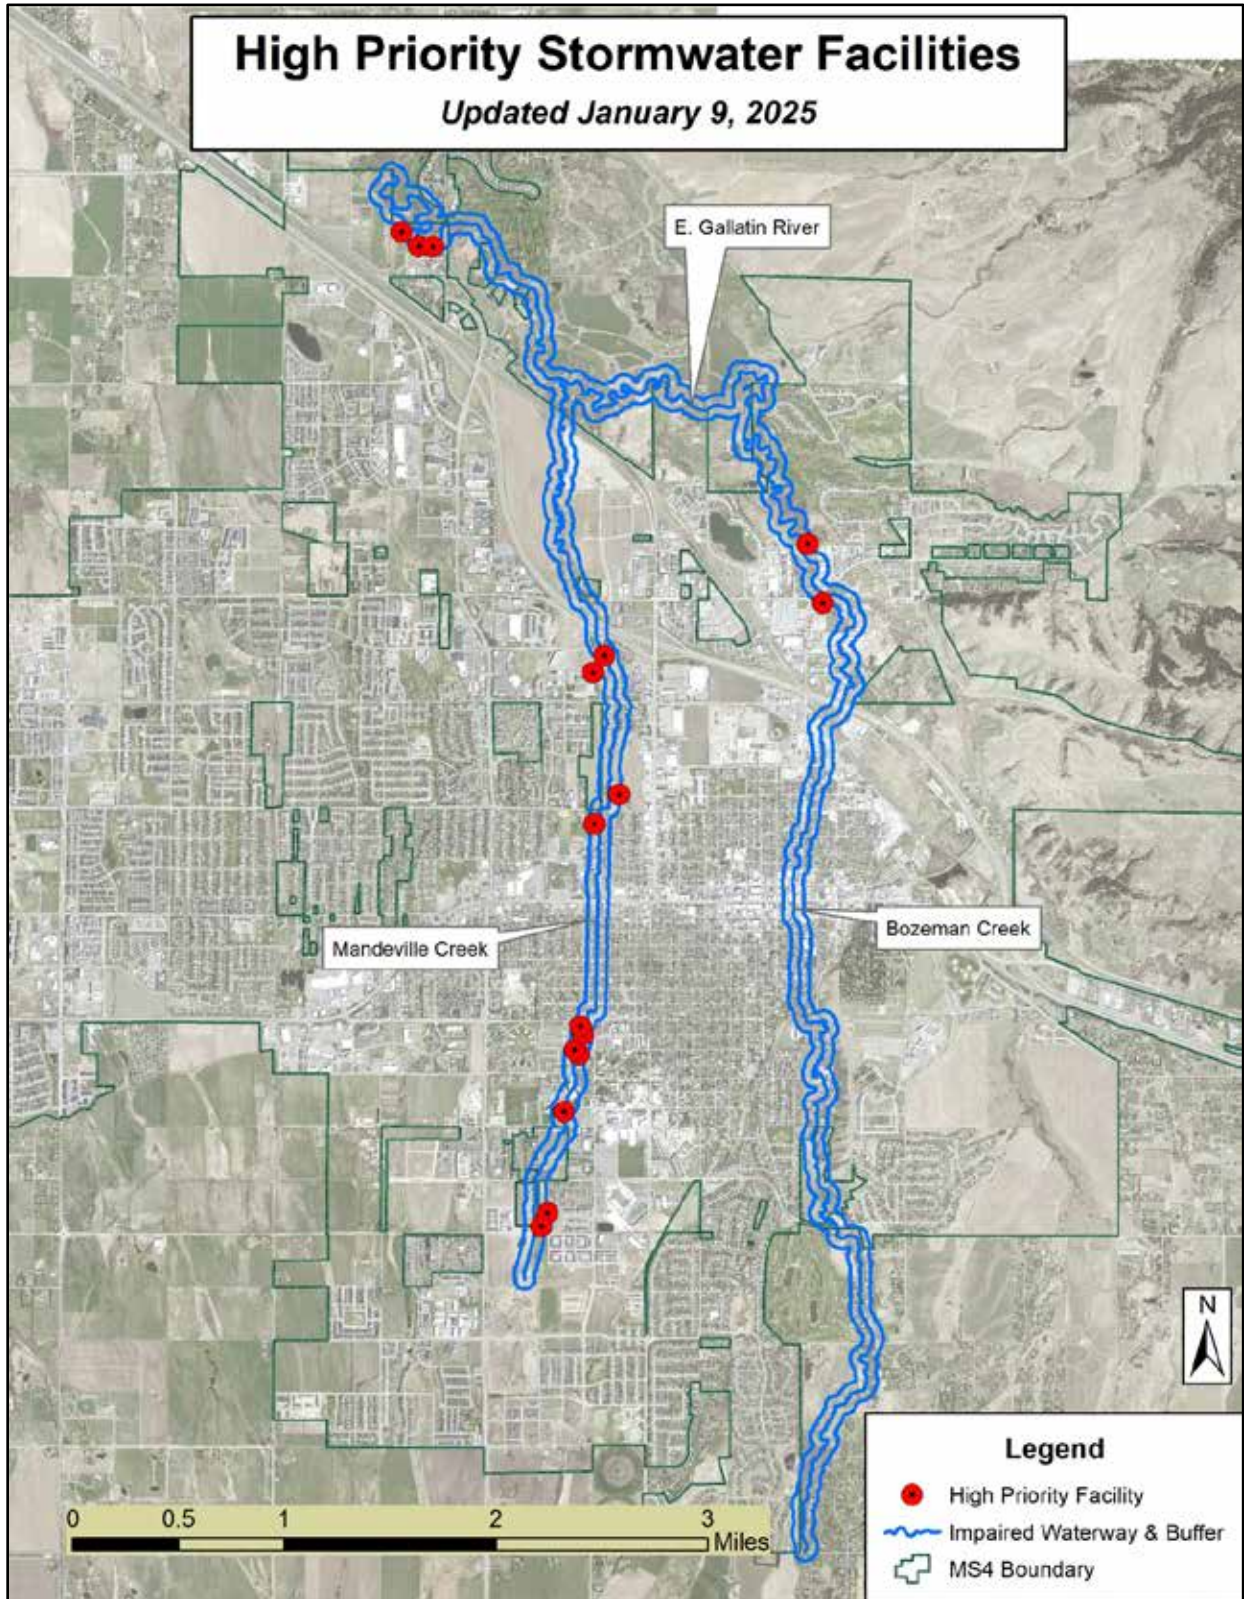 High Priority Stormwater Facilities
Updated January 9, 2025
E. Gallatin River
Mandeville Creek
Bozeman Creek
N
Legend
High Priority Facility
Impaired Waterway & Buffer
MS4 Boundary
0 0.5 1 2 3
Miles